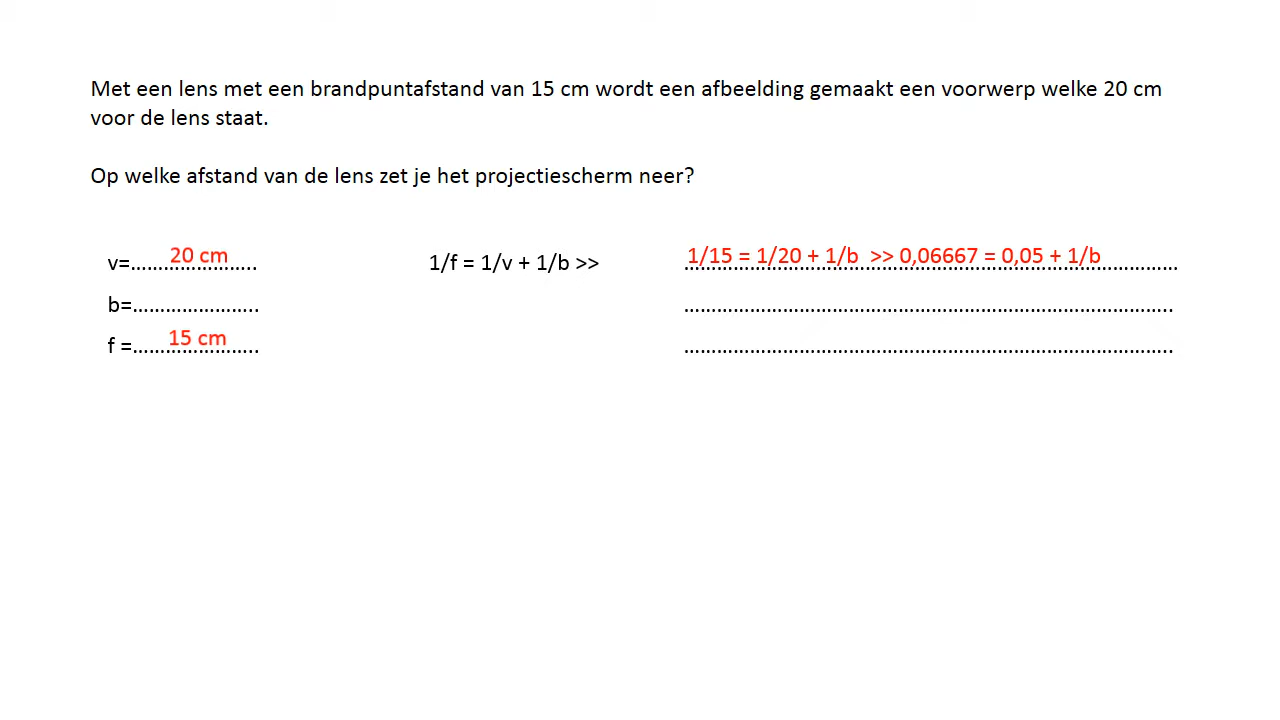 Met een lens met een brandpuntafstand van 15 cm wordt een afbeelding gemaakt een voorwerp welke 20 cm
voor de lens staat.
Op welke afstand van de lens zet je het projectiescherm neer?
v=....................... 20 cm 1/f = 1/v + 1/b >> 1/15 = 1/20 + 1/b >> 0,06667 = 0,05 + 1/b .........................................................................................
b=....................... .........................................................................................
f =....................... 15 cm .........................................................................................